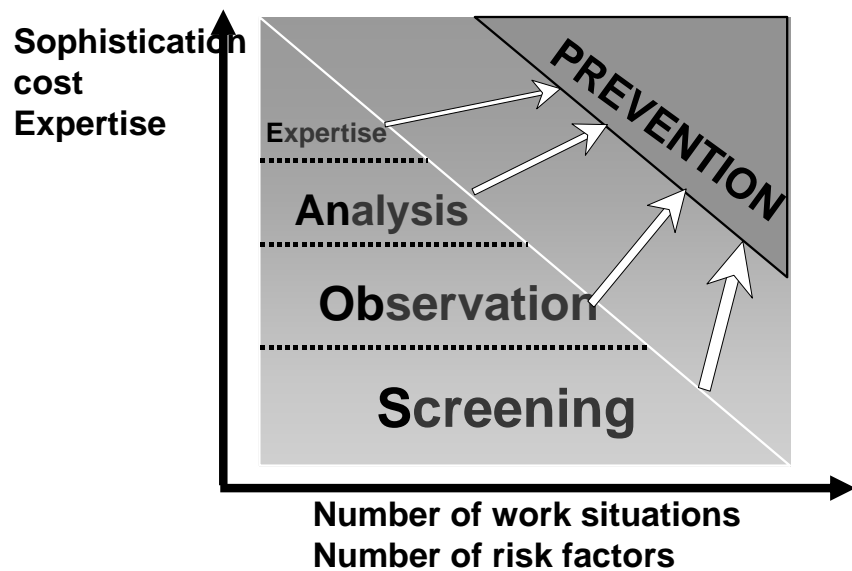 Sophistication
cost
Expertise
PREVENTION
Expertise
Analysis
Observation
Screening
Number of work situations
Number of risk factors